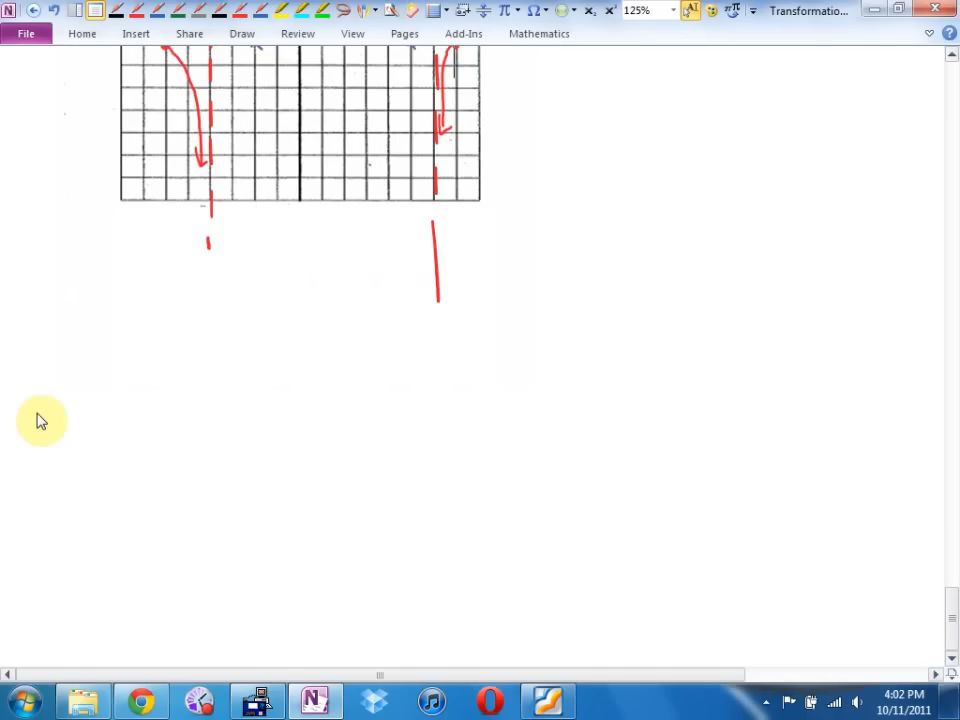 125%
Transformatio...
File Home Insert Share Draw Review View Pages Add-Ins Mathematics
4:02 PM
10/11/2011